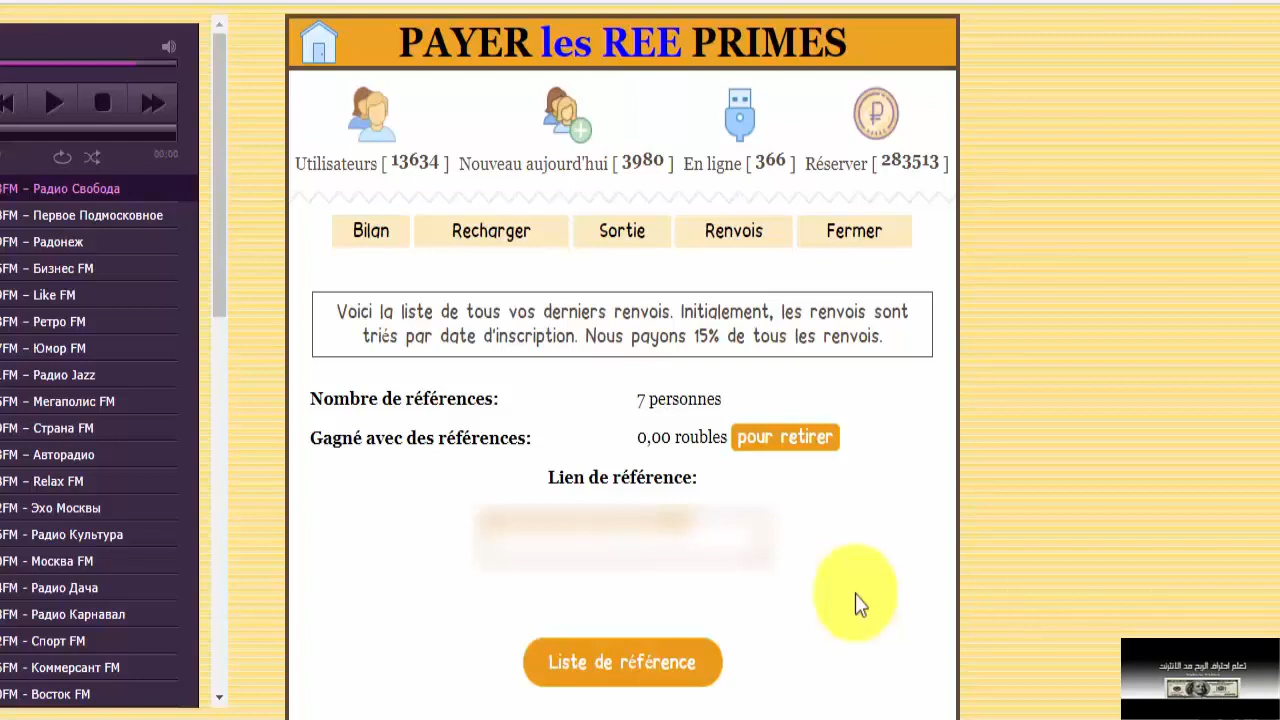 PAYER les REE PRIMES
Utilisateurs [ 13634 ] Nouveau aujourd'hui [ 3980 ] En ligne [ 366 ] Réserver [ 283513 ]
Bilan Recharger Sortie Renvois Fermer
Voici la liste de tous vos derniers renvois. Initialement, les renvois sont
triés par date d'inscription. Nous payons 15% de tous les renvois.
Nombre de références: 7 personnes
Gagné avec des références: 0,00 roubles pour retirer
Lien de référence:
Liste de référence
00:00
FM – Радио Свобода
FM – Первое Подмосковное
FM – Радонеж
FM – Бизнес FM
FM – Like FM
FM – Ретро FM
FM – Юмор FM
FM – Радио Jazz
FM – Мегаполис FM
FM – Страна FM
FM – Авторадио
FM – Relax FM
FM - Эхо Москвы
FM – Радио Культура
FM – Москва FM
FM – Радио Дача
FM – Радио Карнавал
FM – Спорт FM
FM – Коммерсант FM
FM – Восток FM
تعلم احتراف الربح من الانترنت